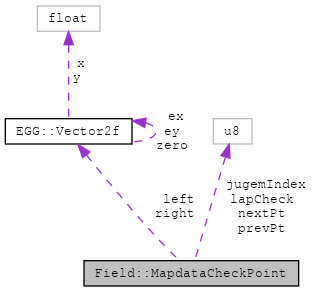 float
x
y
EGG::Vector2f
ex
ey
zero
u8
left
right
jugemIndex
lapCheck
nextPt
prevPt
Field::MapdataCheckPoint